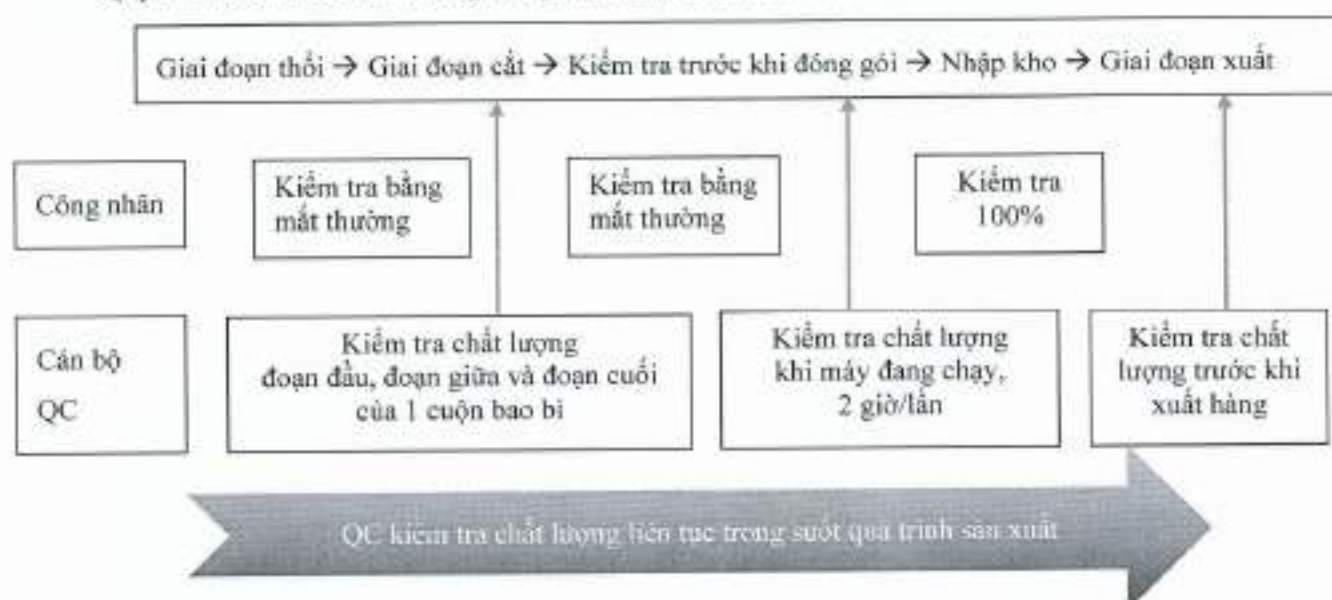 Giai đoạn thổi → Giai đoạn cắt → Kiểm tra trước khi đóng gói → Nhập kho → Giai đoạn xuất
Công nhân
Kiểm tra bằng
mắt thường
Kiểm tra bằng
mắt thường
Kiểm tra
100%
Cán bộ
QC
Kiểm tra chất lượng
đoạn đầu, đoạn giữa và đoạn cuối
của 1 cuộn bao bì
Kiểm tra chất lượng
khi máy đang chạy,
2 giờ/lần
Kiểm tra chất
lượng trước khi
xuất hàng
QC kiểm tra chất lượng liên tục trong suốt quá trình sản xuất